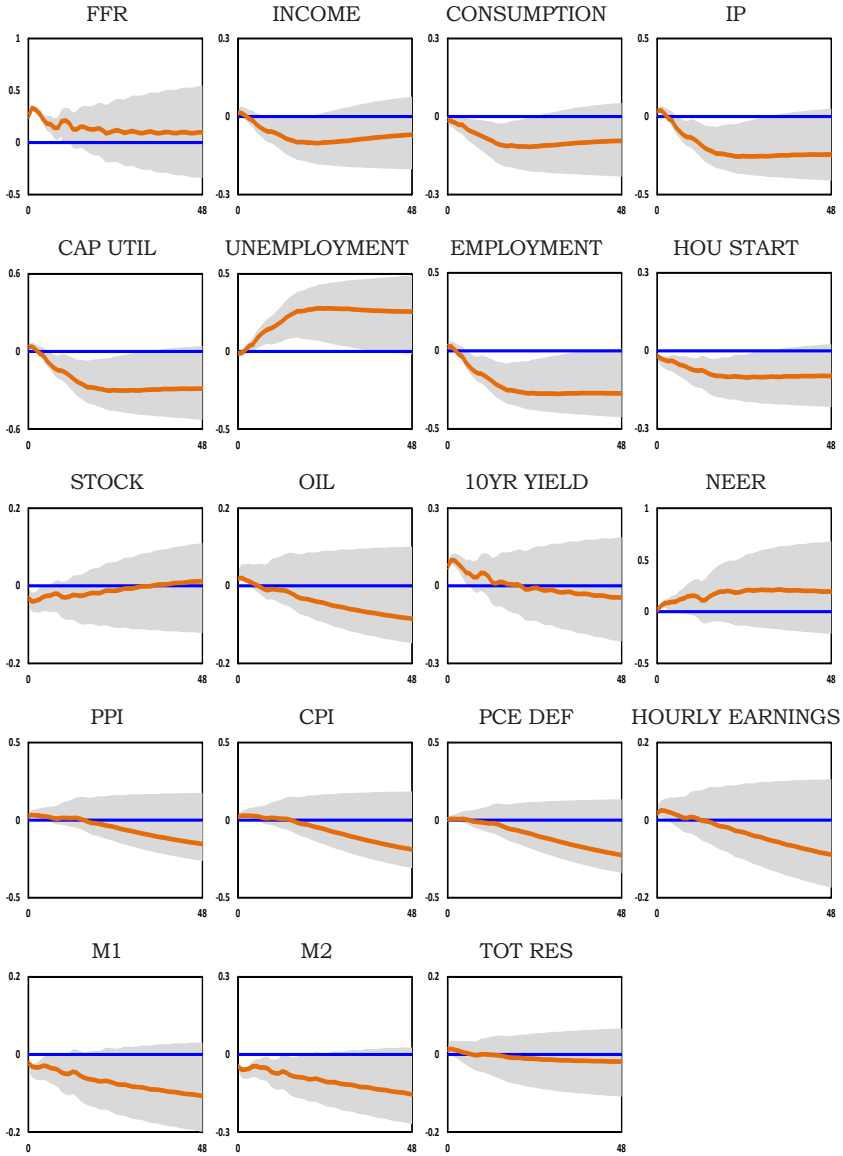 FFR INCOME CONSUMPTION IP
1 0.3 0.3 0.5
0.5
0 0 0 0
-0.5 -0.3 -0.3 -0.5
0 48 0 48 0 48 0 48
CAP UTIL UNEMPLOYMENT EMPLOYMENT HOU START
0.6 0.5 0.5 0.3
0 0 0 0
-0.6 -0.5 -0.5 -0.3
0 48 0 48 0 48 0 48
STOCK OIL 10YR YIELD NEER
0.2 0.2 0.3 1
0.5
0 0 0 0
-0.2 -0.2 -0.3 -0.5
0 48 0 48 0 48 0 48
PPI CPI PCE DEF HOURLY EARNINGS
0.5 0.5 0.5 0.2
0 0 0 0
-0.5 -0.5 -0.5 -0.2
0 48 0 48 0 48 0 48
M1 M2 TOT RES
0.2 0.3 0.2
0 0 0
-0.2 -0.3 -0.2
0 48 0 48 0 48